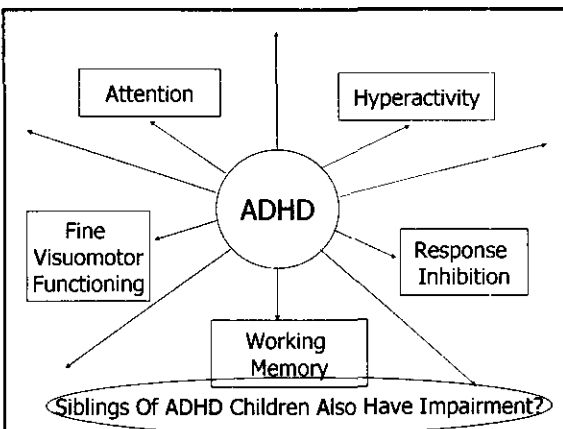 Attention
Hyperactivity
ADHD
Fine
Visuomotor
Functioning
Response
Inhibition
Working
Memory
Siblings Of ADHD Children Also Have Impairment?